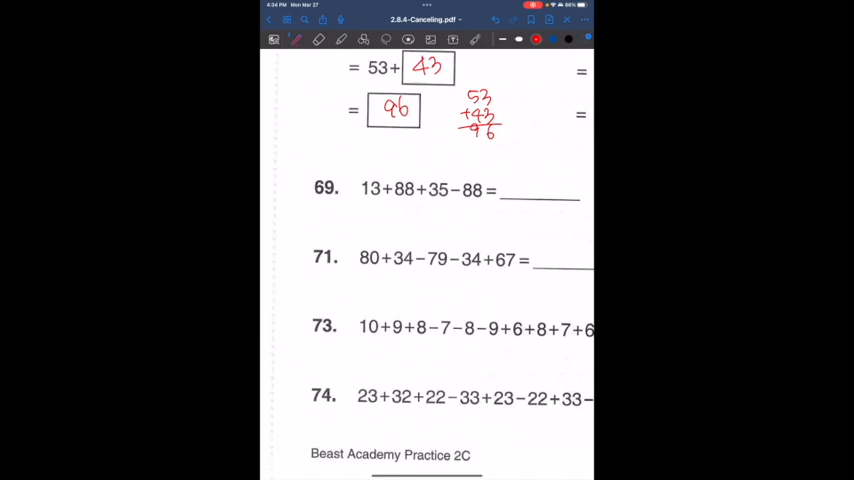 4:34 PM Mon Mar 27
86%
2.8.4-Canceling.pdf
= 53+ 43
=
= 96
=
53
+43
96
69. 13+88+35−88=
71. 80+34−79−34+67=
73. 10+9+8−7−8−9+6+8+7+6
74. 23+32+22−33+23−22+33−
Beast Academy Practice 2C